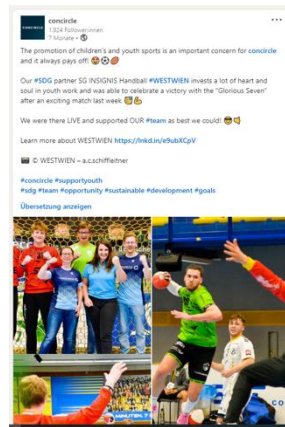 CONCIRCLE
concircle
1.324 Follower:innen
7 Monate •
The promotion of children's and youth sports is an important concern for concircle
and it always pays off!
Our #SDG partner SG INSIGNIS Handball #WESTWIEN invests a lot of heart and
soul in youth work and was able to celebrate a victory with the "Glorious Seven"
after an exciting match last week
We were there LIVE and supported OUR #team as best we could!
Learn more about WESTWIEN https://lnkd.in/e9ubXCpV
© WESTWIEN – a.c.schiffleitner
#concircle #supportyouth
#sdg #team #opportunity #sustainable #development #goals
Übersetzung anzeigen
MINUTEN, 7